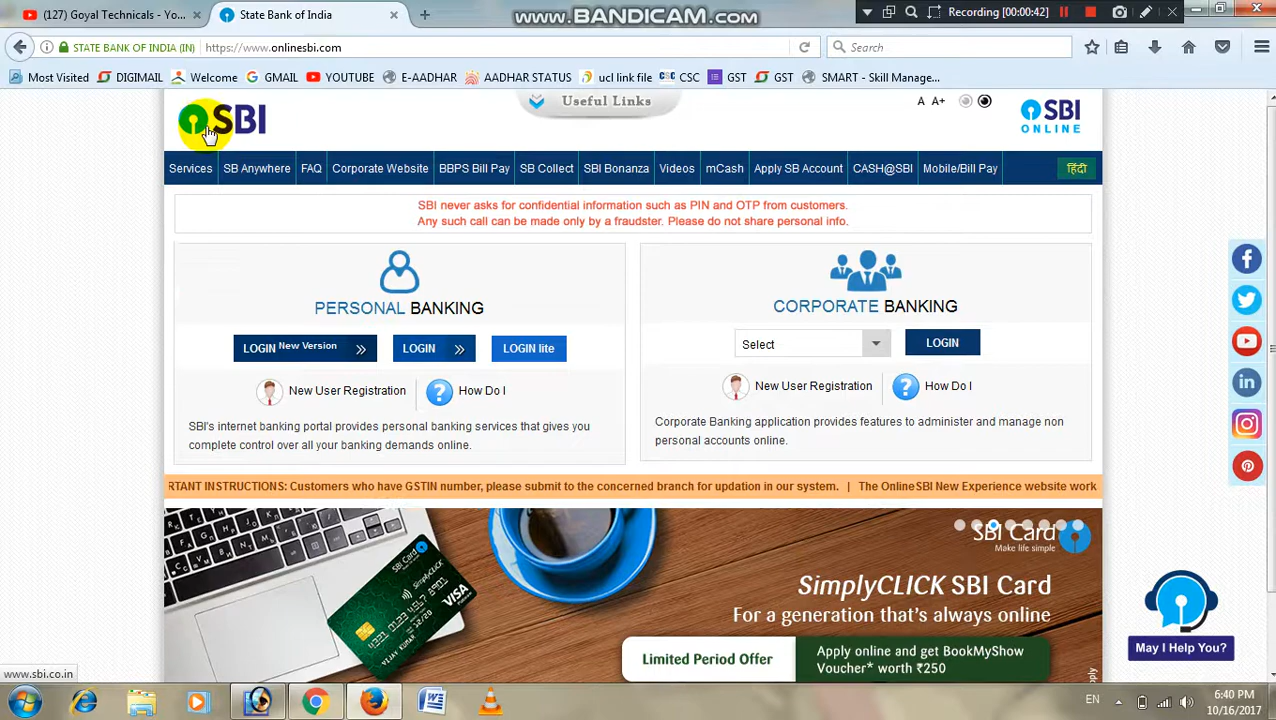 (127) Goyal Technicals - Yo...
State Bank of India
www.BANDICAM.com
Recording [00:00:42]
STATE BANK OF INDIA (IN)
https://www.onlinesbi.com
Search
Most Visited
DIGIMAIL
Welcome
GMAIL
YOUTUBE
E-AADHAR
AADHAR STATUS
ucl link file
CSC CSC
GST
GST
SMART - Skill Manage...
SBI
Useful Links
A A+
SBI
ONLINE
Services
SB Anywhere
FAQ
Corporate Website
BBPS Bill Pay
SB Collect
SBI Bonanza
Videos
mCash
Apply SB Account
CASH@SBI
Mobile/Bill Pay
हिंदी
SBI never asks for confidential information such as PIN and OTP from customers.
Any such call can be made only by a fraudster. Please do not share personal info.
PERSONAL BANKING
LOGIN New Version
LOGIN
LOGIN lite
New User Registration
How Do I
SBI's internet banking portal provides personal banking services that gives you
complete control over all your banking demands online.
CORPORATE BANKING
Select
LOGIN
New User Registration
How Do I
Corporate Banking application provides features to administer and manage non
personal accounts online.
RTANT INSTRUCTIONS: Customers who have GSTIN number, please submit to the concerned branch for updation in our system. | The OnlineSBI New Experience website work
SBI Card
Make life simple
SBI Card
SimplyCLICK
VISA
VIJAY KUMAR
SimplyCLICK SBI Card
For a generation that's always online
Limited Period Offer
Apply online and get BookMyShow
Voucher* worth ₹250
May I Help You?
www.sbi.co.in
EN
6:40 PM
10/16/2017